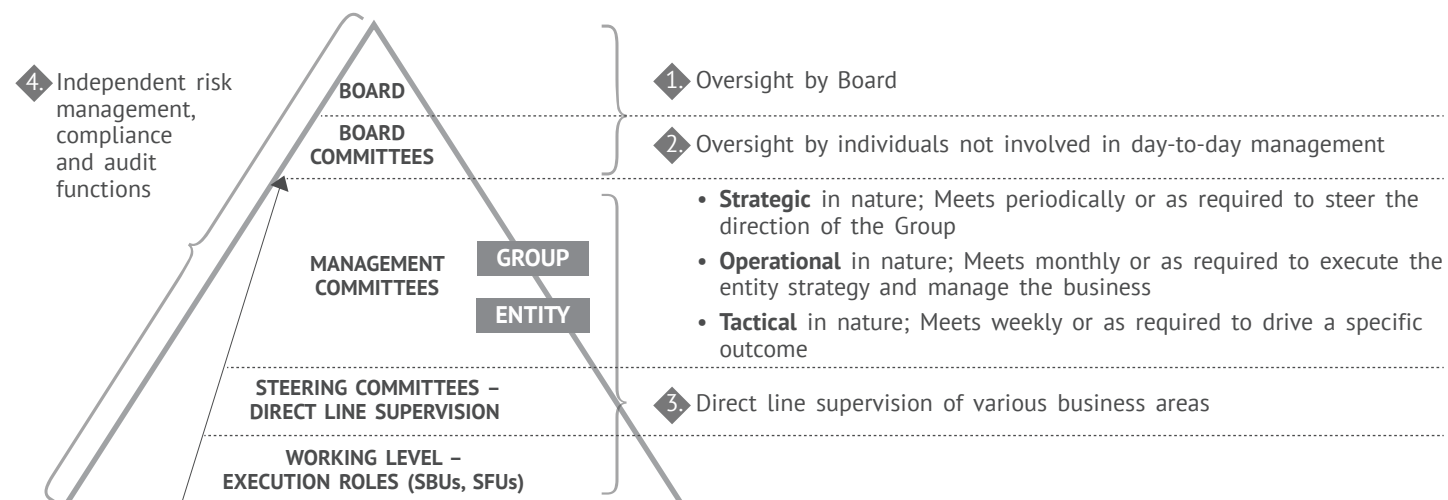 4. Independent risk
management,
compliance
and audit
functions
BOARD
1. Oversight by Board
BOARD
COMMITTEES
2. Oversight by individuals not involved in day-to-day management
MANAGEMENT
COMMITTEES
GROUP
ENTITY
• Strategic in nature; Meets periodically or as required to steer the
direction of the Group
• Operational in nature; Meets monthly or as required to execute the
entity strategy and manage the business
• Tactical in nature; Meets weekly or as required to drive a specific
outcome
STEERING COMMITTEES –
DIRECT LINE SUPERVISION
3. Direct line supervision of various business areas
WORKING LEVEL –
EXECUTION ROLES (SBUs, SFUs)